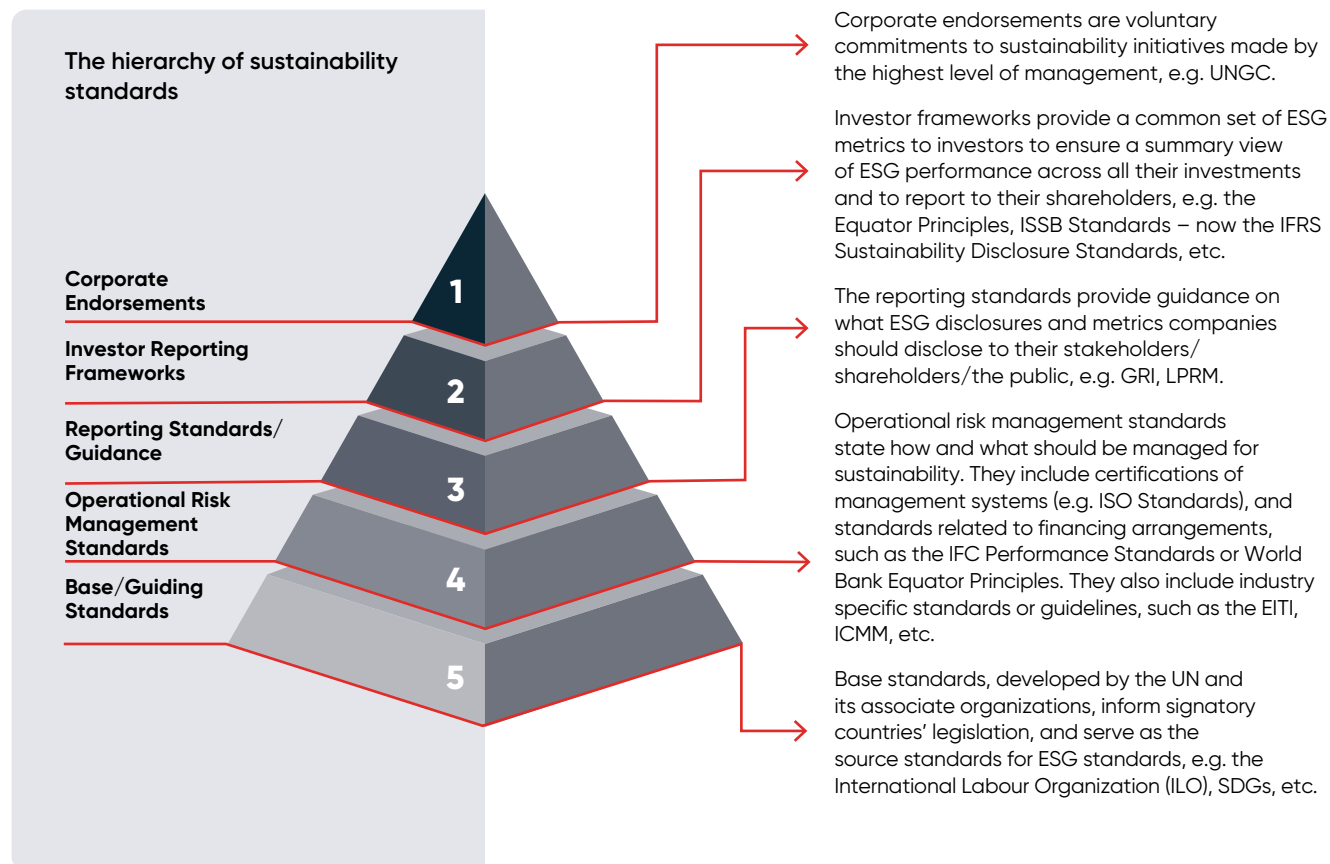 The hierarchy of sustainability
standards
Corporate
Endorsements
Investor Reporting
Frameworks
Reporting Standards/
Guidance
Operational Risk
Management
Standards
Base/Guiding
Standards
1
2
3
4
5
Corporate endorsements are voluntary
commitments to sustainability initiatives made by
the highest level of management, e.g. UNGC.
Investor frameworks provide a common set of ESG
metrics to investors to ensure a summary view
of ESG performance across all their investments
and to report to their shareholders, e.g. the
Equator Principles, ISSB Standards – now the IFRS
Sustainability Disclosure Standards, etc.
The reporting standards provide guidance on
what ESG disclosures and metrics companies
should disclose to their stakeholders/
shareholders/the public, e.g. GRI, LPRM.
Operational risk management standards
state how and what should be managed for
sustainability. They include certifications of
management systems (e.g. ISO Standards), and
standards related to financing arrangements,
such as the IFC Performance Standards or World
Bank Equator Principles. They also include industry
specific standards or guidelines, such as the EITI,
ICMM, etc.
Base standards, developed by the UN and
its associate organizations, inform signatory
countries’ legislation, and serve as the
source standards for ESG standards, e.g. the
International Labour Organization (ILO), SDGs, etc.